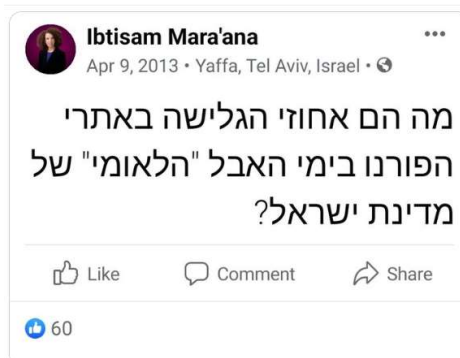 Ibtisam Mara'ana
Apr 9, 2013 • Yaffa, Tel Aviv, Israel •
מה הם אחוזי הגלישה באתרי
הפורנו בימי האבל "הלאומי" של
מדינת ישראל?
Like Comment Share
60